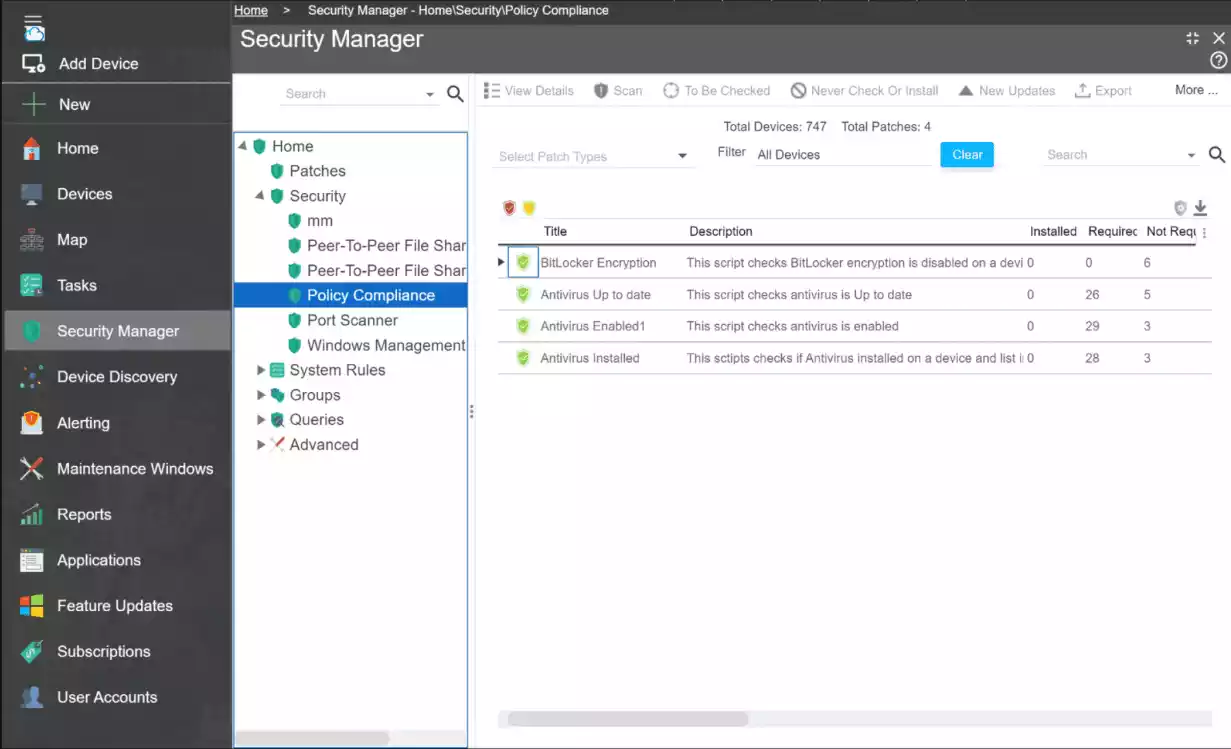 Home > Security Manager - Home\Security\Policy Compliance
Security Manager
Add Device
New
Home
Devices
Map
Tasks
Security Manager
Device Discovery
Alerting
Maintenance Windows
Reports
Applications
Feature Updates
Subscriptions
User Accounts
Search
Home
Patches
Security
mm
Peer-To-Peer File Shar
Peer-To-Peer File Shar
Policy Compliance
Port Scanner
Windows Management
System Rules
Groups
Queries
Advanced
View Details Scan To Be Checked Never Check Or Install New Updates Export More ...
Total Devices: 747 Total Patches: 4
Select Patch Types Filter All Devices Clear Search
Title Description Installed Required Not Requ
BitLocker Encryption This script checks BitLocker encryption is disabled on a devi 0 0 6
Antivirus Up to date This script checks antivirus is Up to date 0 26 5
Antivirus Enabled1 This script checks antivirus is enabled 0 29 3
Antivirus Installed This sctipts checks if Antivirus installed on a device and list i 0 28 3